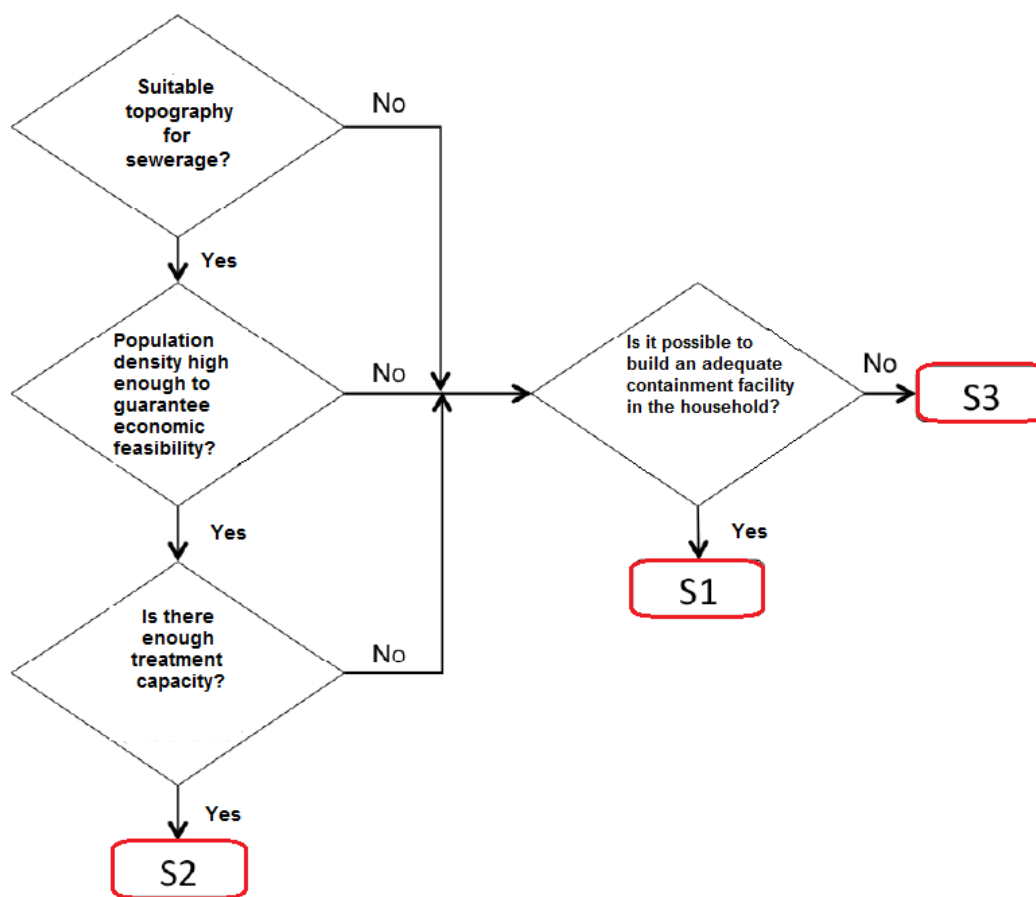 Suitable
topography
for
sewerage?
No
Yes
Population
density high
enough to
guarantee
economic
feasibility?
No
Is it possible to
build an adequate
containment facility
in the household?
No
S3
Yes
Yes
S1
Is there
enough
treatment
capacity?
No
Yes
S2